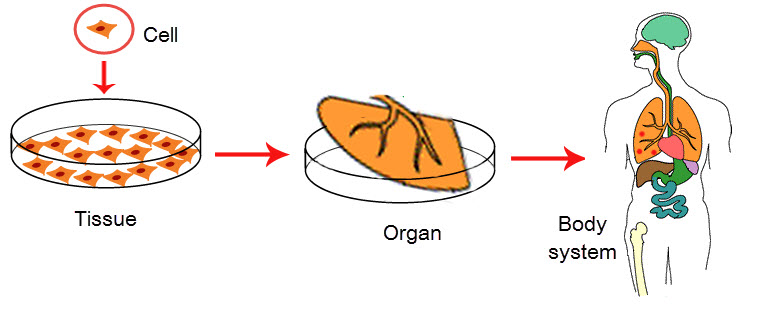 Cell
Tissue
Organ
Body
system